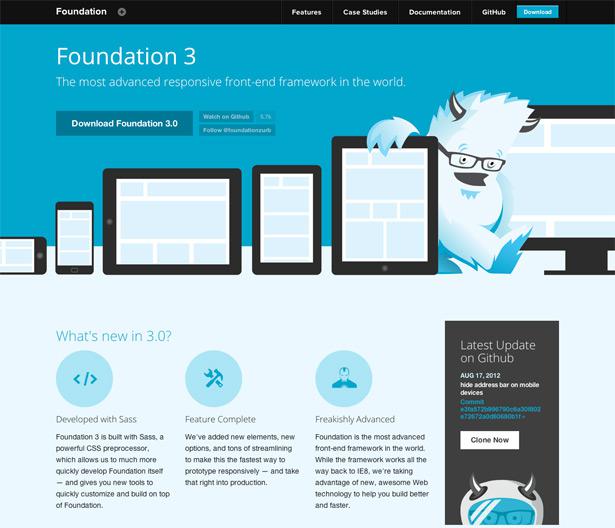 Foundation
Features
Case Studies
Documentation
GitHub
Download
Foundation 3
The most advanced responsive front-end framework in the world.
Download Foundation 3.0
Watch on Github 5.7k
Follow @foundationzurb
What's new in 3.0?
Developed with Sass
Foundation 3 is built with Sass, a
powerful CSS preprocessor,
which allows us to much more
quickly develop Foundation itself
— and gives you new tools to
quickly customize and build on top
of Foundation.
Feature Complete
We've added new elements, new
options, and tons of streamlining
to make this the fastest way to
prototype responsively — and take
that right into production.
Freakishly Advanced
Foundation is the most advanced
front-end framework in the world.
While the framework works all the
way back to IE8, we're taking
advantage of new, awesome Web
technology to help you build better
and faster.
Latest Update
on Github
AUG 17, 2012
hide address bar on mobile
devices
Commit
Clone Now